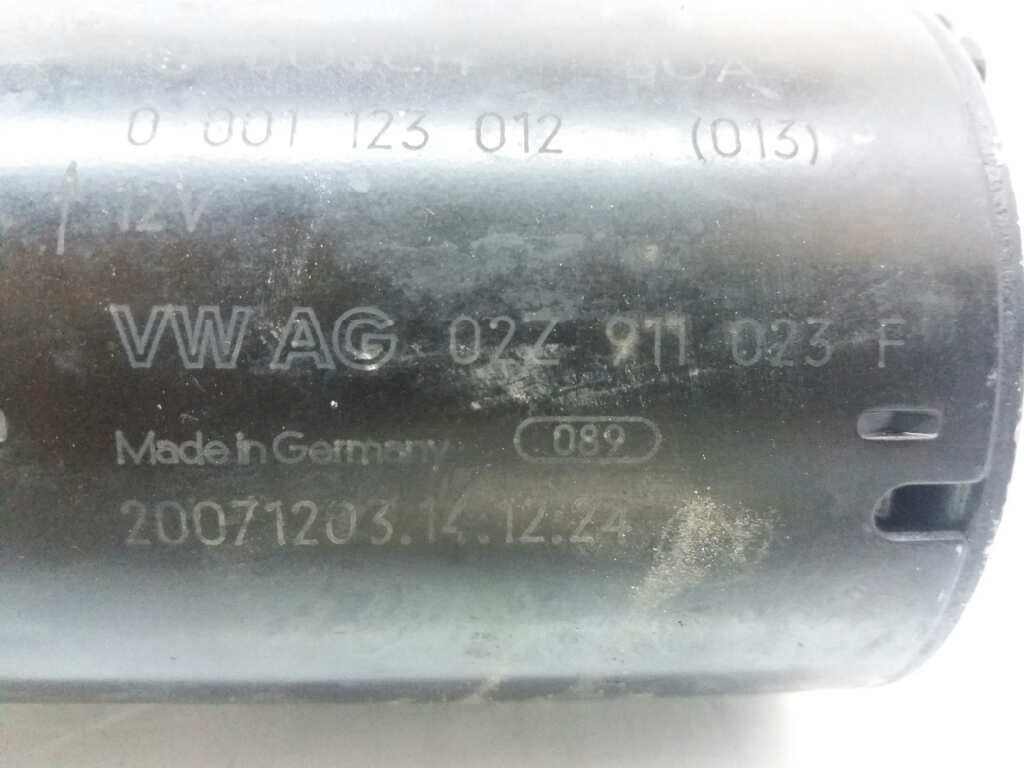 BOSCH
0 001 123 012 (013)
12V
VW AG 02Z 911 023 F
Made in Germany 089
20071203.14.12.24